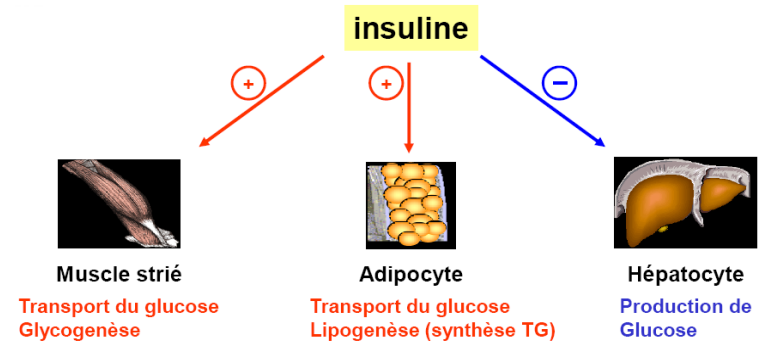 insuline
+
+
−
Muscle strié
Adipocyte
Hépatocyte
Transport du glucose
Glycogenèse
Transport du glucose
Lipogenèse (synthèse TG)
Production de
Glucose